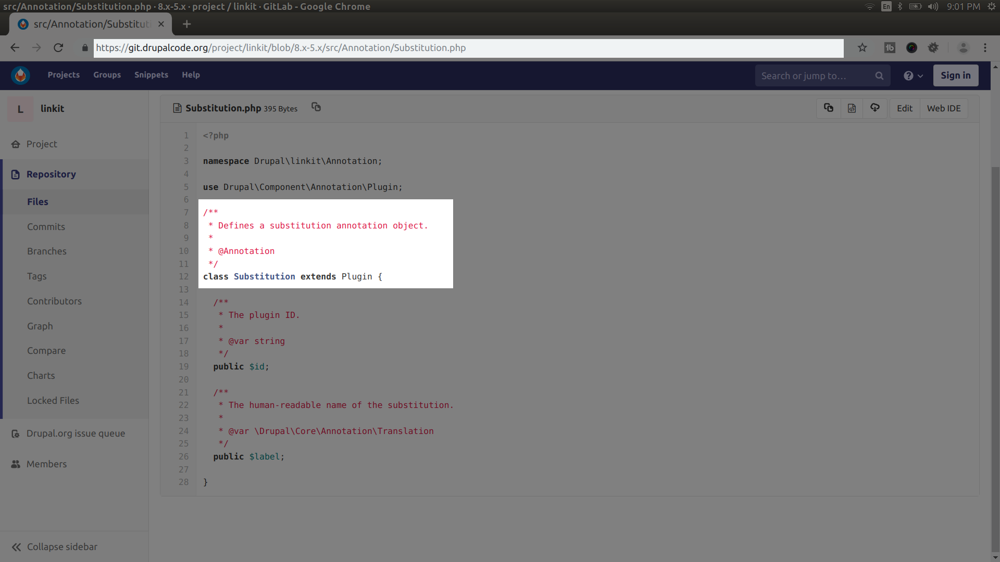 src/Annotation/Substitution.php · 8.x-5.x · project / linkit · GitLab - Google Chrome
En
9:01 PM
src/Annotation/Substituti
https://git.drupalcode.org/project/linkit/blob/8.x-5.x/src/Annotation/Substitution.php
Projects
Groups
Snippets
Help
Search or jump to…
Sign in
L
linkit
Project
Repository
Files
Commits
Branches
Tags
Contributors
Graph
Compare
Charts
Locked Files
Drupal.org issue queue
Members
Collapse sidebar
Substitution.php 395 Bytes
Edit
Web IDE
1 <?php
2
3 namespace Drupal\linkit\Annotation;
4
5 use Drupal\Component\Annotation\Plugin;
6
7 /**
8  * Defines a substitution annotation object.
9  *
10  * @Annotation
11  */
12 class Substitution extends Plugin {
13
14   /**
15    * The plugin ID.
16    *
17    * @var string
18    */
19   public $id;
20
21   /**
22    * The human-readable name of the substitution.
23    *
24    * @var \Drupal\Core\Annotation\Translation
25    */
26   public $label;
27
28 }